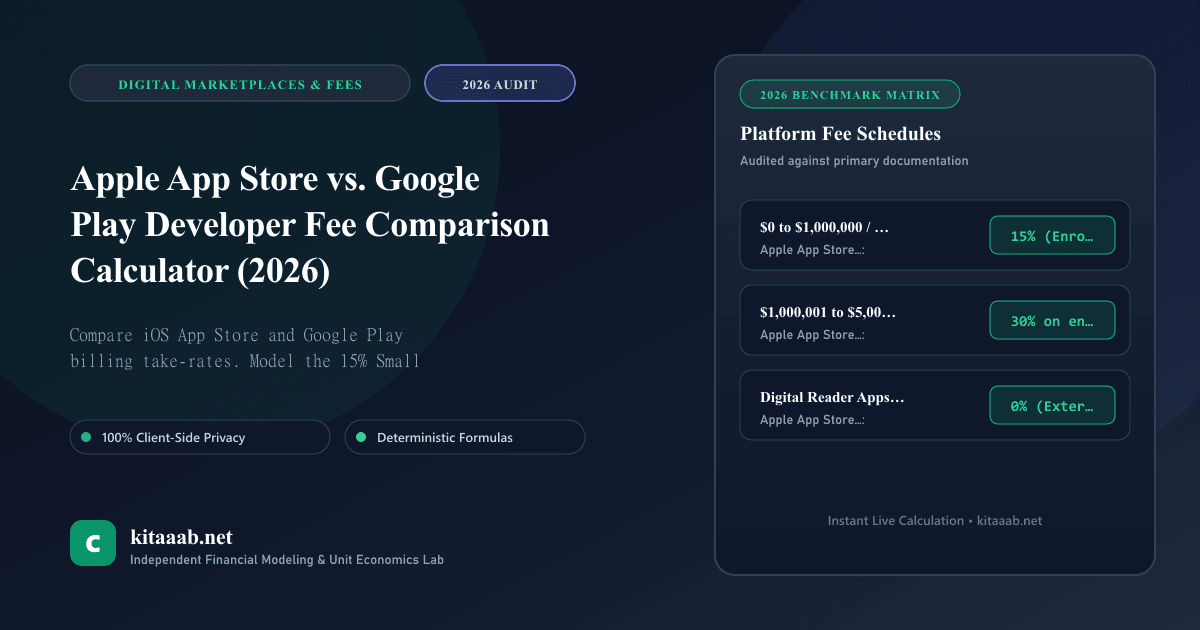 DIGITAL MARKETPLACES & FEES
2026 AUDIT
Apple App Store vs. Google
Play Developer Fee Comparison
Calculator (2026)
Compare iOS App Store and Google Play
billing take-rates. Model the 15% Small
100% Client-Side Privacy
Deterministic Formulas
C
kitaaab.net
Independent Financial Modeling & Unit Economics Lab
2026 BENCHMARK MATRIX
Platform Fee Schedules
Audited against primary documentation
$0 to $1,000,000 / …
Apple App Store…:
15% (Enro…
$1,000,001 to $5,00…
Apple App Store…:
30% on en…
Digital Reader Apps…
Apple App Store…:
0% (Exter…
Instant Live Calculation • kitaaab.net